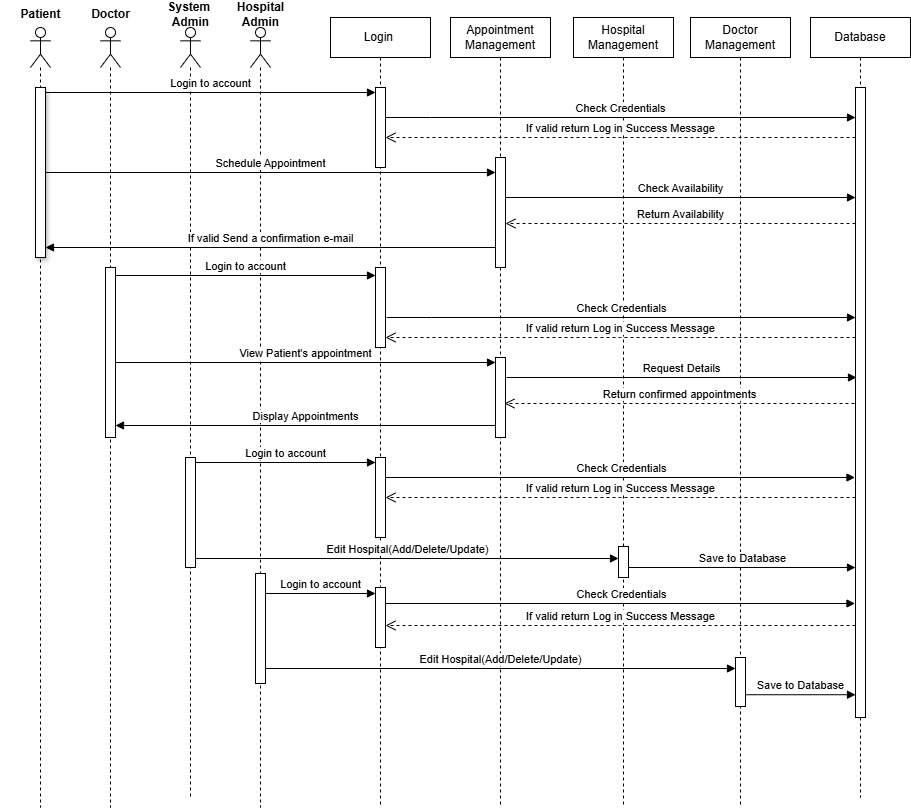 Patient
Doctor
System
Admin
Hospital
Admin
Login
Appointment
Management
Hospital
Management
Doctor
Management
Database
Login to account
Check Credentials
If valid return Log in Success Message
Schedule Appointment
Check Availability
Return Availability
If valid Send a confirmation e-mail
Login to account
Check Credentials
If valid return Log in Success Message
View Patient's appointment
Request Details
Return confirmed appointments
Display Appointments
Login to account
Check Credentials
If valid return Log in Success Message
Edit Hospital(Add/Delete/Update)
Save to Database
Login to account
Check Credentials
If valid return Log in Success Message
Edit Hospital(Add/Delete/Update)
Save to Database